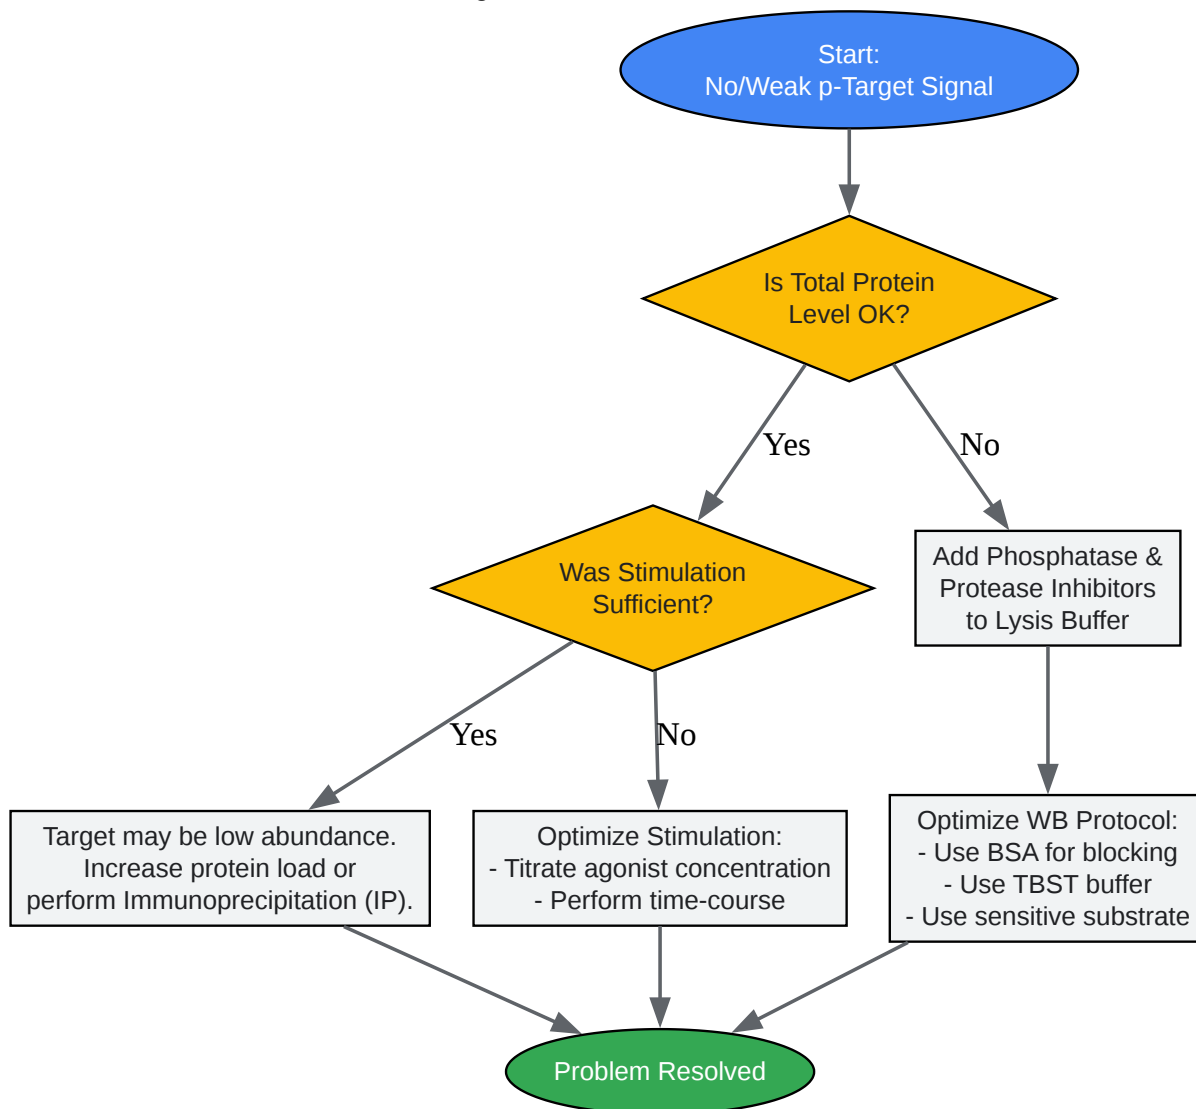 Start:
No/Weak p-Target Signal
Is Total Protein
Level OK?
Yes
No
Was Stimulation
Sufficient?
Add Phosphatase &
Protease Inhibitors
to Lysis Buffer
Yes
No
Target may be low abundance.
Increase protein load or
perform Immunoprecipitation (IP).
Optimize Stimulation:
- Titrate agonist concentration
- Perform time-course
Optimize WB Protocol:
- Use BSA for blocking
- Use TBST buffer
- Use sensitive substrate
Problem Resolved